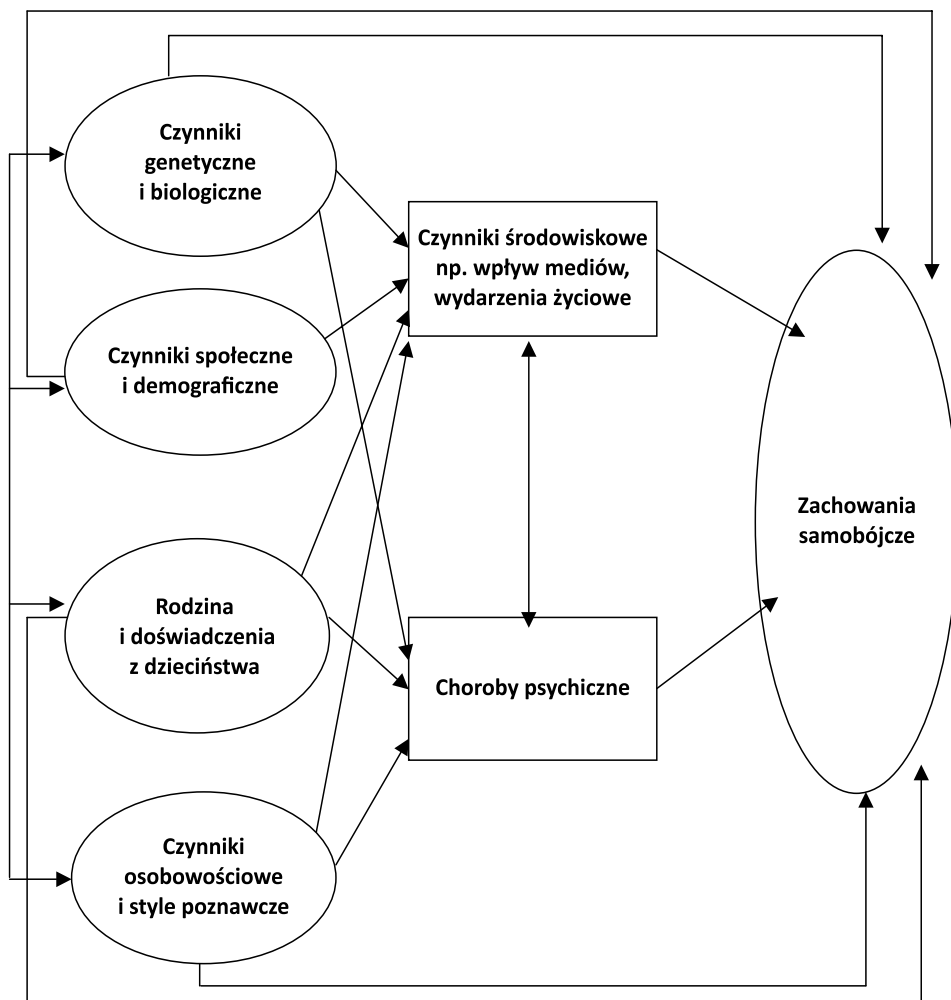 Czynniki
genetyczne
i biologiczne
Czynniki środowiskowe
np. wpływ mediów,
wydarzenia życiowe
Czynniki społeczne
i demograficzne
Zachowania
samobójcze
Rodzina
i doświadczenia
z dzieciństwa
Choroby psychiczne
Czynniki
osobowościowe
i style poznawcze